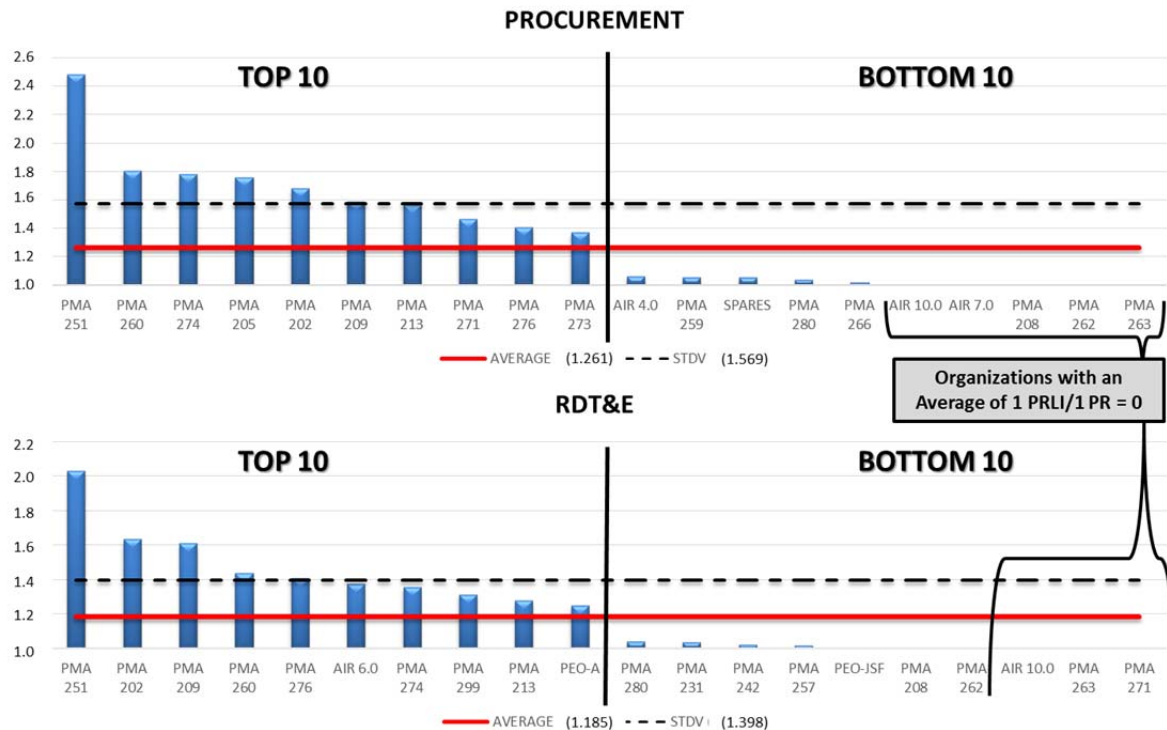 PROCUREMENT
TOP 10
BOTTOM 10
2.6
2.4
2.2
2.0
1.8
1.6
1.4
1.2
1.0
PMA 251
PMA 260
PMA 274
PMA 205
PMA 202
PMA 209
PMA 213
PMA 271
PMA 276
PMA 273
AIR 4.0
PMA 259
SPARES
PMA 280
PMA 266
AIR 10.0
AIR 7.0
PMA 208
PMA 262
PMA 263
AVERAGE (1.261) STDV (1.569)
Organizations with an
Average of 1 PRLI/1 PR = 0
RDT&E
TOP 10
BOTTOM 10
2.2
2.0
1.8
1.6
1.4
1.2
1.0
PMA 251
PMA 202
PMA 209
PMA 260
PMA 276
AIR 6.0
PMA 274
PMA 299
PMA 213
PEO-A
PMA 280
PMA 231
PMA 242
PMA 257
PEO-JSF
PMA 208
PMA 262
AIR 10.0
PMA 263
PMA 271
AVERAGE (1.185) STDV (1.398)